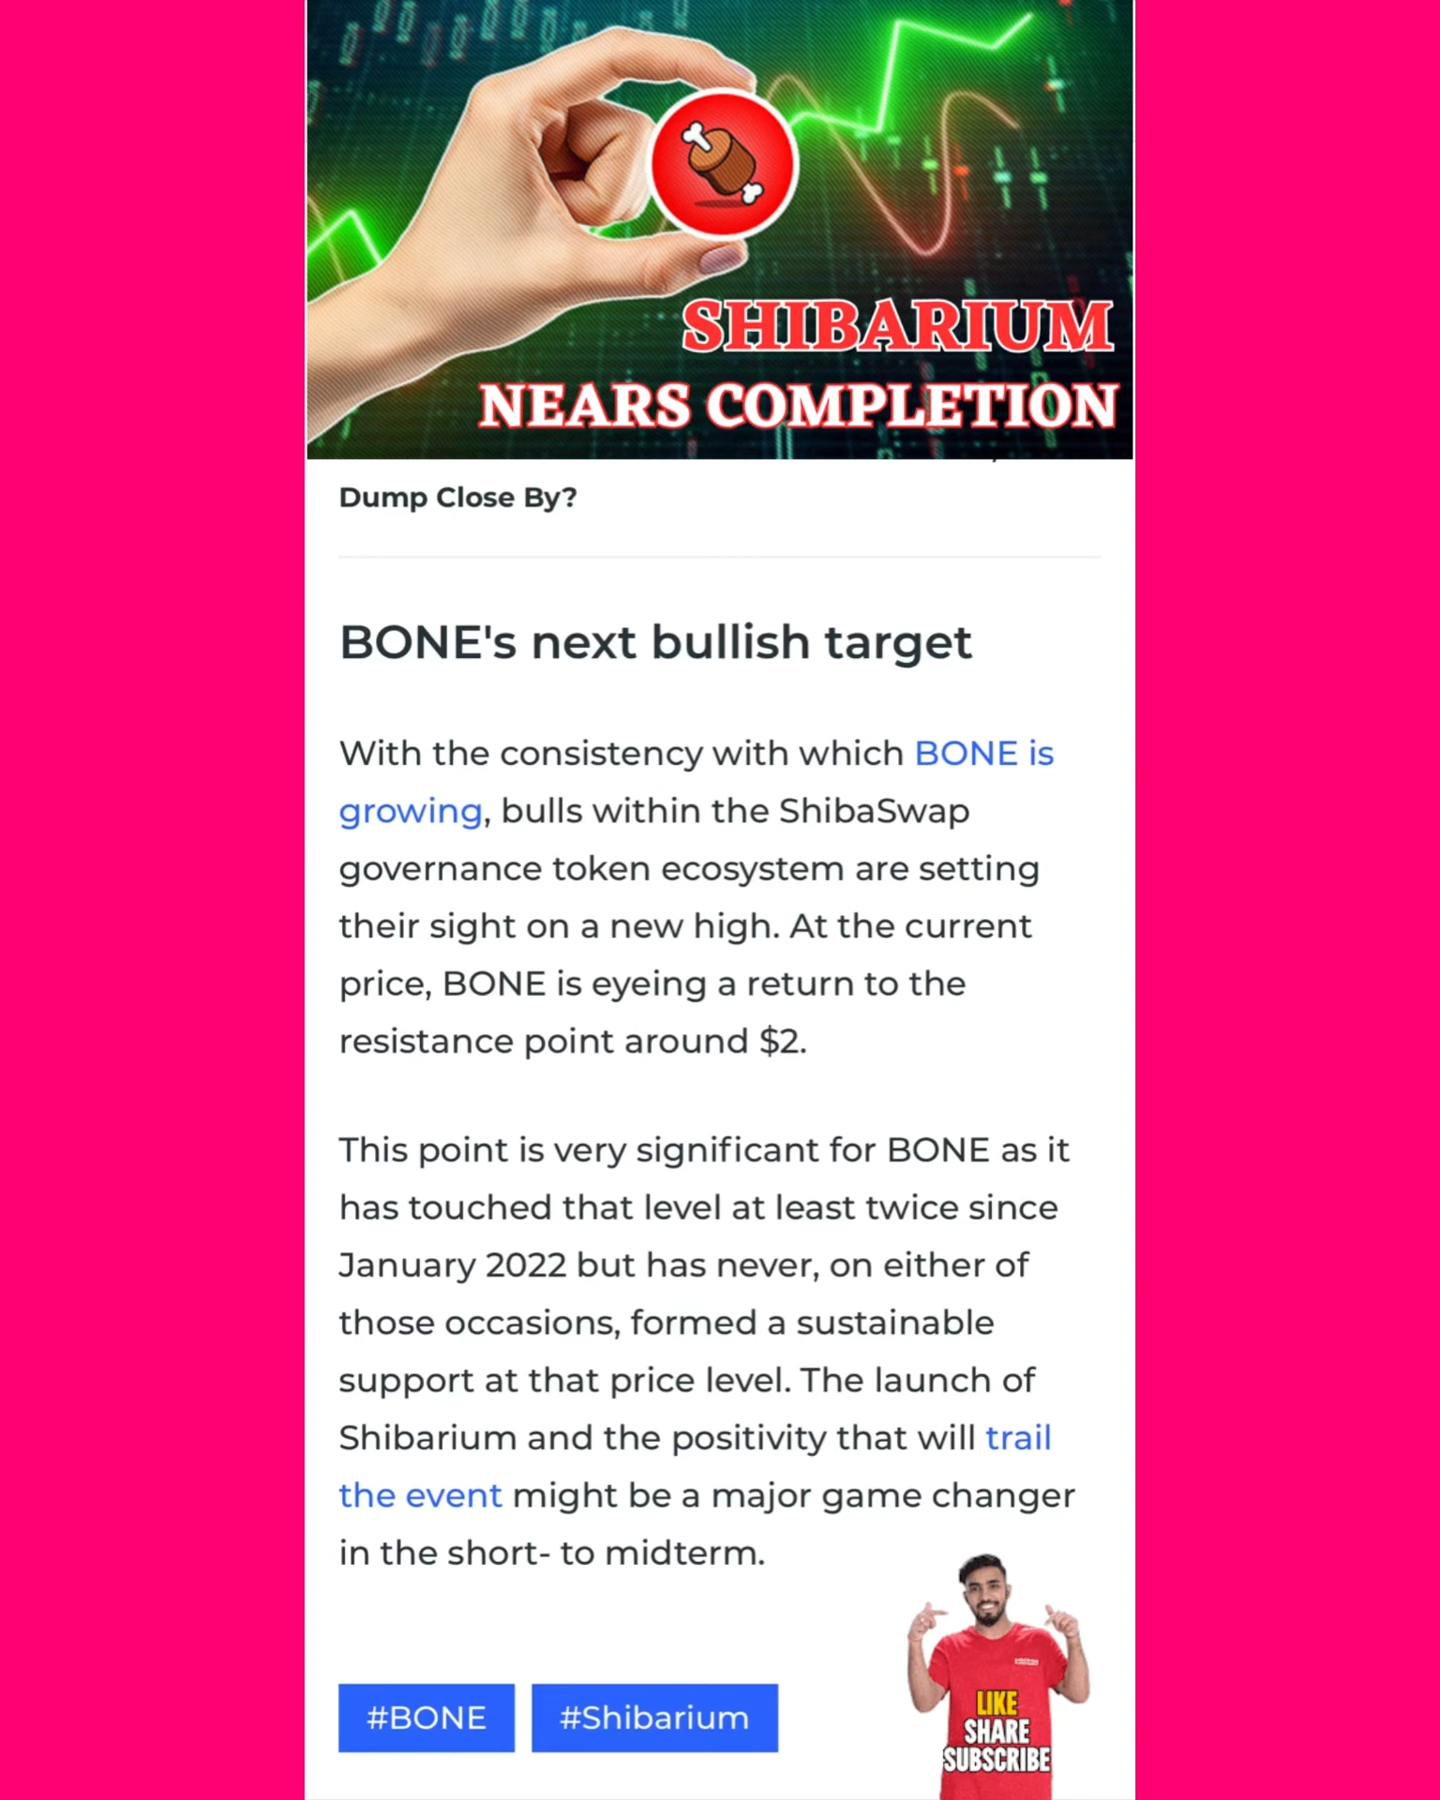 SHIBARIUM
NEARS COMPLETION
Dump Close By?
BONE's next bullish target
With the consistency with which BONE is
growing, bulls within the ShibaSwap
governance token ecosystem are setting
their sight on a new high. At the current
price, BONE is eyeing a return to the
resistance point around $2.
This point is very significant for BONE as it
has touched that level at least twice since
January 2022 but has never, on either of
those occasions, formed a sustainable
support at that price level. The launch of
Shibarium and the positivity that will trail
the event might be a major game changer
in the short- to midterm.
#BONE #Shibarium
LIKE
SHARE
SUBSCRIBE